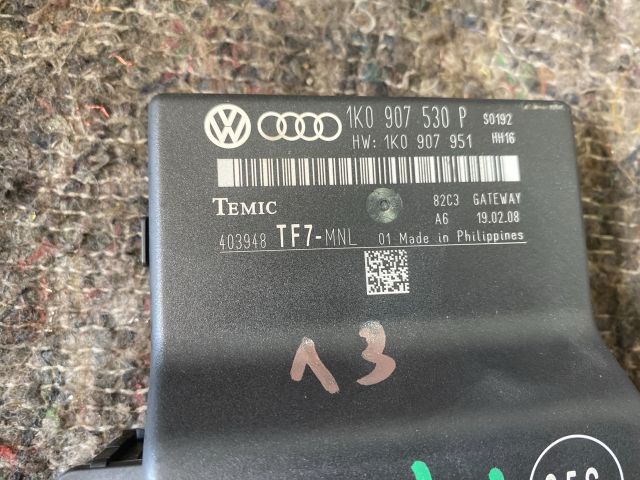 1K0 907 530 P S0192
HW: 1K0 907 951 HH16
TEMIC 82C3 GATEWAY
A6 19.02.08
403948 TF7-MNL 01 Made in Philippines
13